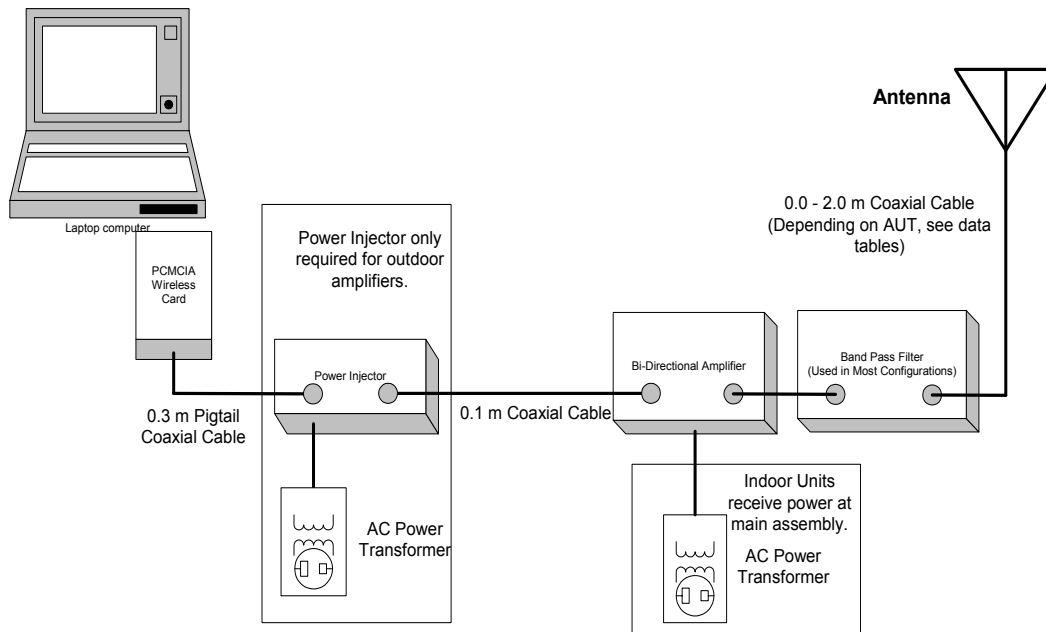 Antenna
0.0 - 2.0 m Coaxial Cable
(Depending on AUT, see data
tables)
Laptop computer
PCMCIA
Wireless
Card
Power Injector only
required for outdoor
amplifiers.
Power Injector
Bi-Directional Amplifier
Band Pass Filter
(Used in Most Configurations)
0.3 m Pigtail
Coaxial Cable
0.1 m Coaxial Cable
AC Power
Transformer
Indoor Units
receive power at
main assembly.
AC Power
Transformer